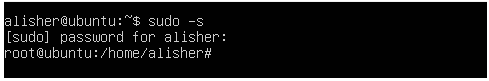 alisher@ubuntu:~$ sudo -s
[sudo] password for alisher:
root@ubuntu:/home/alisher#